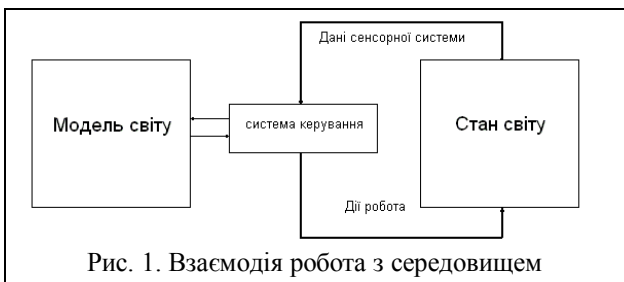 Дані сенсорної системи
Модель світу
система керування
Стан світу
Дії робота
Рис. 1. Взаємодія робота з середовищем